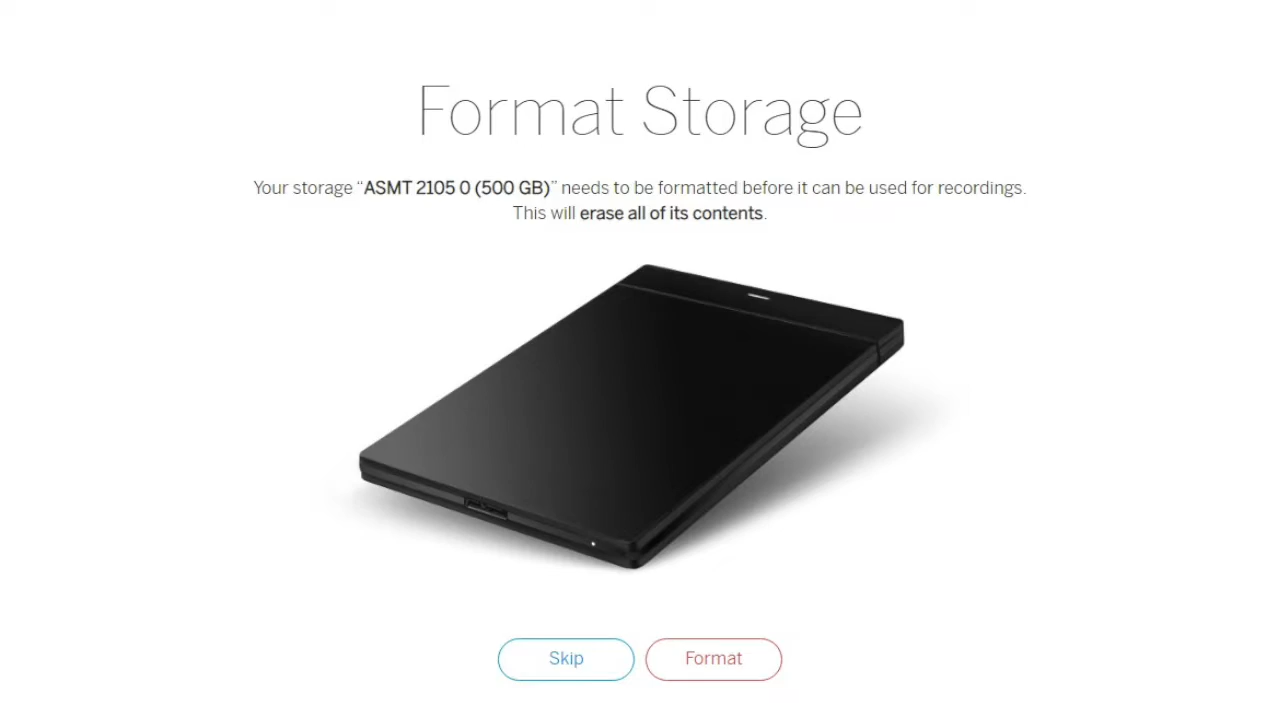 Format Storage
Your storage “ASMT 2105 0 (500 GB)” needs to be formatted before it can be used for recordings.
This will erase all of its contents.
Skip
Format